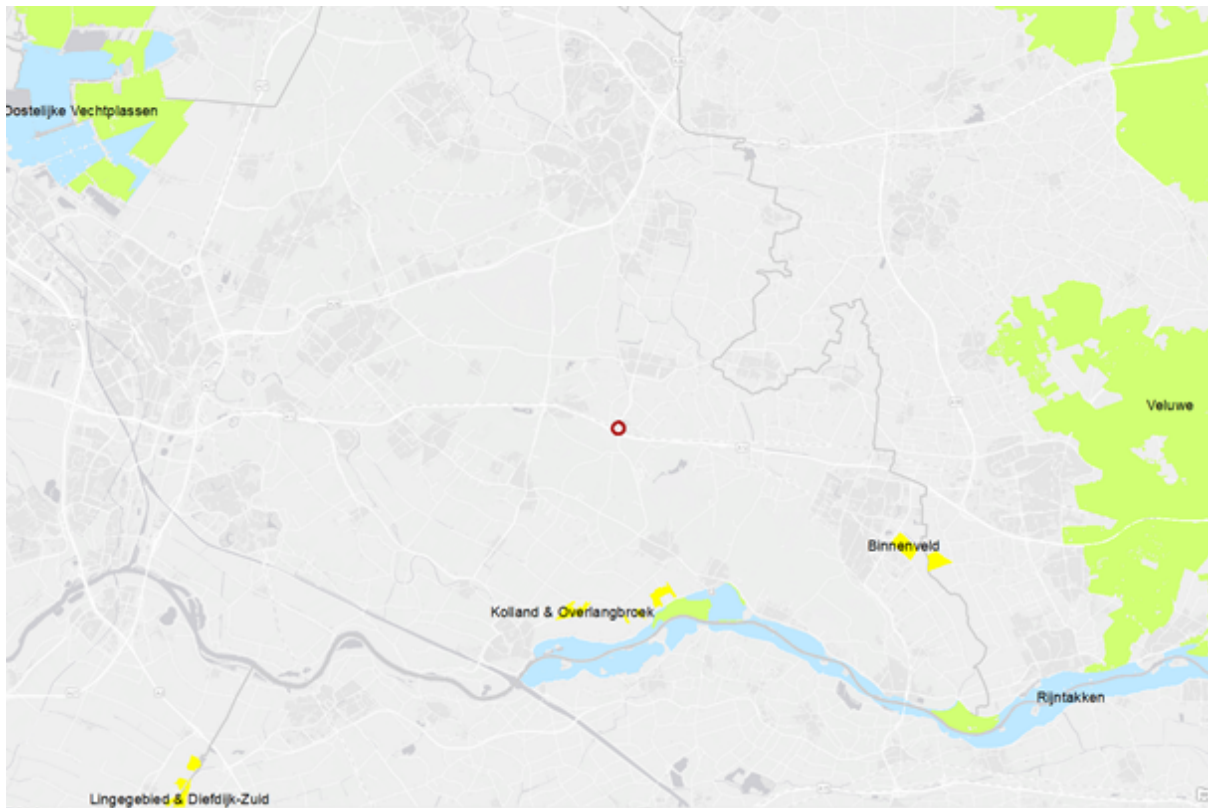 Oostelijke Vechtplassen
Veluwe
Binnenveld
Kolland & Overlangbroek
Rijntakken
Lingegebied & Diefdijk-Zuid